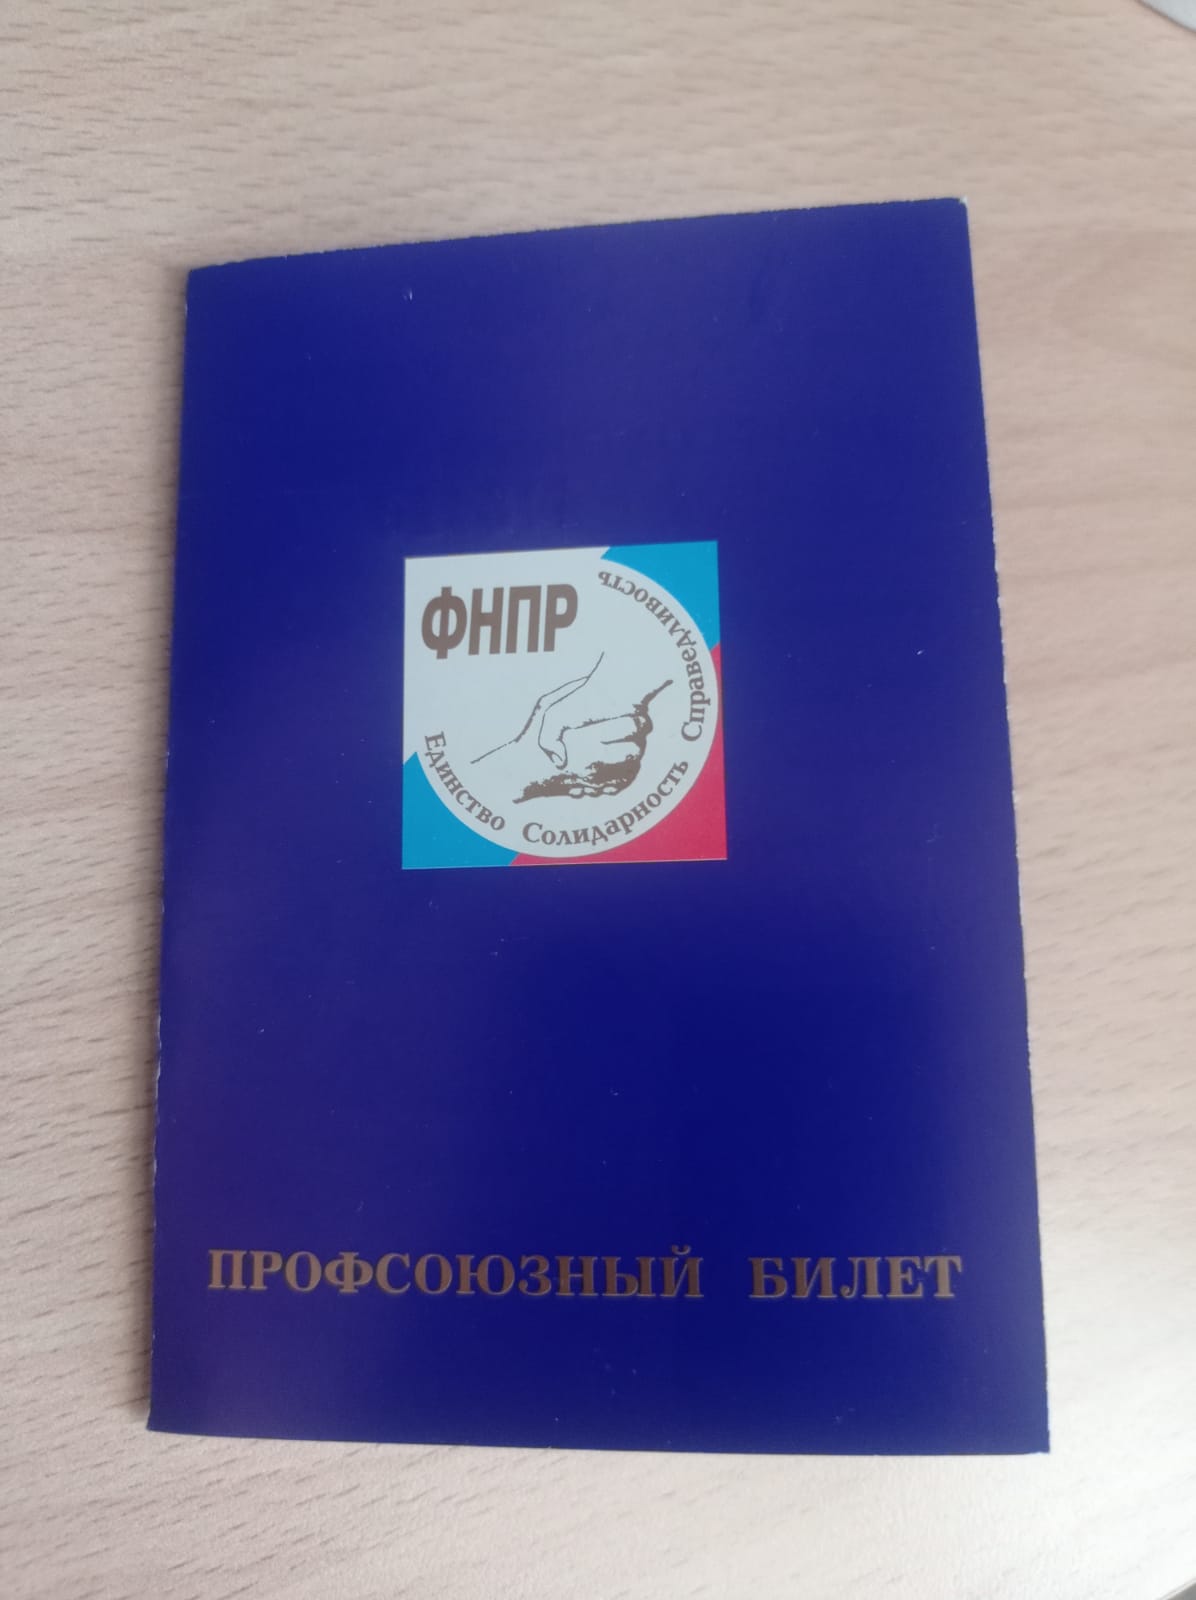 ФНПР
Единство Солидарность Справедливость
ПРОФСОЮЗНЫЙ БИЛЕТ